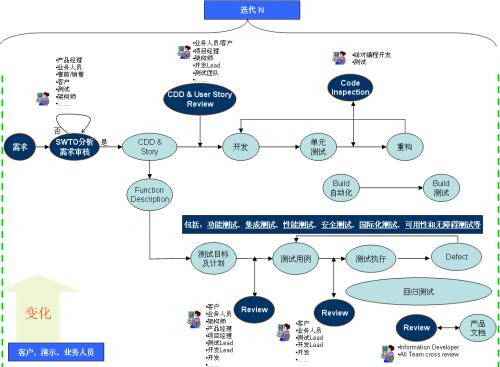 迭代 N
•产品经理
•业务人员
•售前/销售
•客户
•测试
•架构师
•……
•业务人员/客户
•项目经理
•架构师
•开发Lead
•测试团队
•……
•结对编程开发
•测试
CDD & User Story
Review
Code
Inspection
否
需求
SWTO分析
需求审核
是
CDD &
Story
开发
单元
测试
重构
Function
Description
Build
自动化
Build
测试
包括：功能测试，集成测试，性能测试，安全测试，国际化测试，可用性和无障碍测试等
测试目标
及计划
测试用例
测试执行
Defect
回归测试
变化
Review
Review
Review
产品
文档
•客户
•业务人员
•架构师
•产品经理
•项目经理
•测试Lead
•开发Lead
•开发
•……
•客户
•业务人员
•测试Lead
•开发Lead
•开发
•……
•Information Developer
•All Team cross review
客户，演示，业务人员